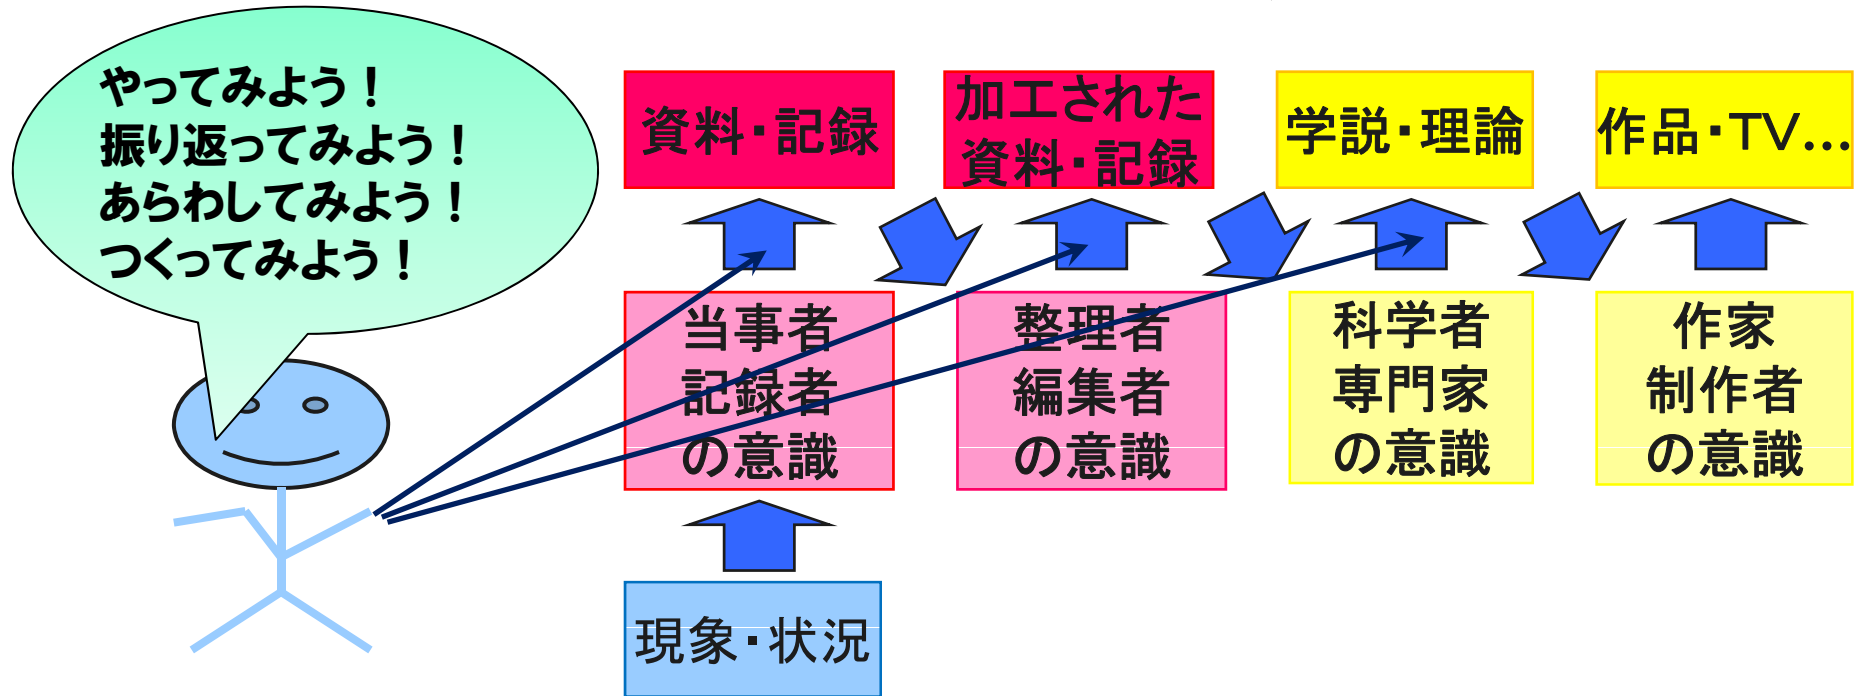 やってみよう！
振り返ってみよう！
あらわしてみよう！
つくってみよう！
資料・記録
加工された
資料・記録
学説・理論
作品・TV…
当事者
記録者
の意識
整理者
編集者
の意識
科学者
専門家
の意識
作家
制作者
の意識
現象・状況